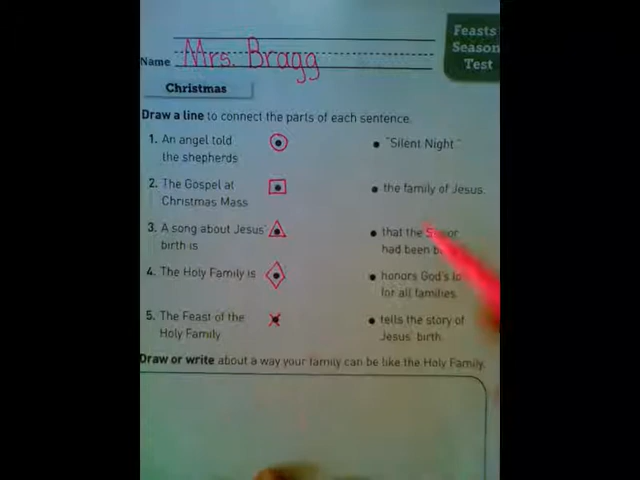 Feasts
Season
Test
Name Mrs. Bragg
Christmas
Draw a line to connect the parts of each sentence.
1. An angel told
the shepherds
"Silent Night."
2. The Gospel at
Christmas Mass
the family of Jesus.
3. A song about Jesus'
birth is
that the
had been
4. The Holy Family is
honors God's
for all families.
5. The Feast of the
Holy Family
tells the story of
Jesus' birth.
Draw or write about a way your family can be like the Holy Family.